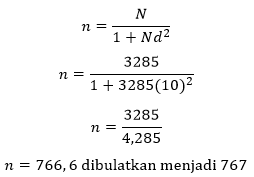 n = N / 1 + Nd²
n = 3285 / 1 + 3285(10)²
n = 3285 / 4,285
n = 766,6 dibulatkan menjadi 767